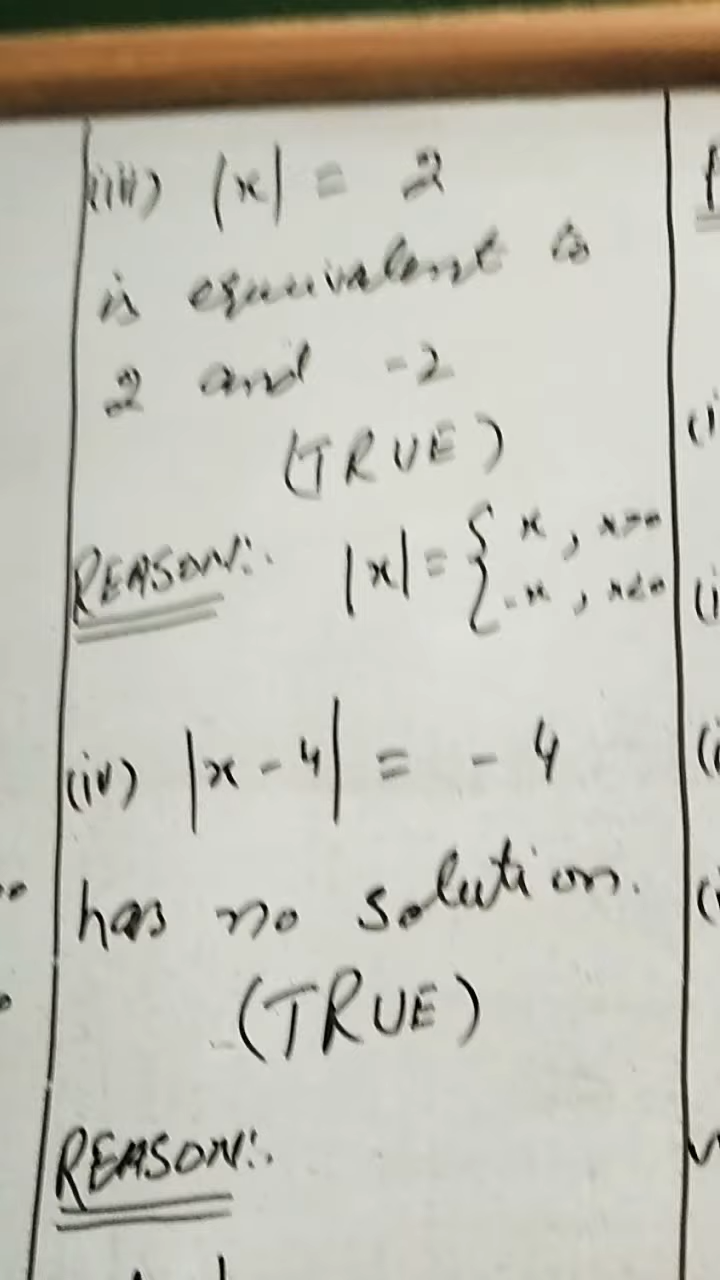 (iii) |x| = 2
is equivalent to
2 and -2
(TRUE)
REASON:. |x| = { x, x>0
-x, x<0
(iv) |x - 4| = - 4
has no solution.
(TRUE)
REASON:.